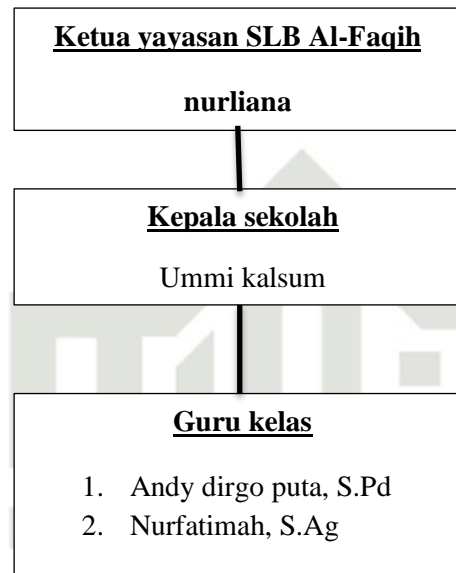 Ketua yayasan SLB Al-Faqih
nurliana
Kepala sekolah
Ummi kalsum
Guru kelas
1. Andy dirgo puta, S.Pd
2. Nurfatimah, S.Ag